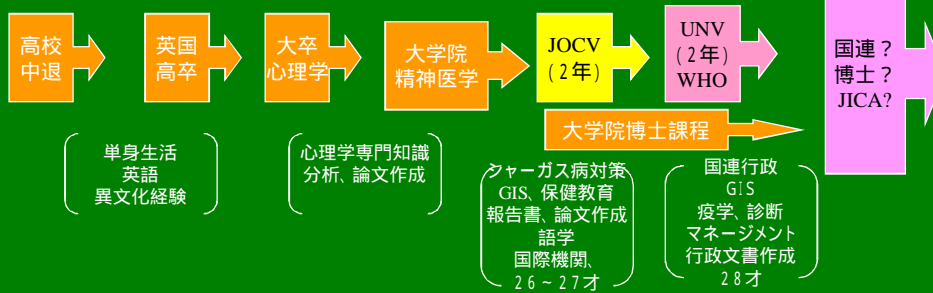 高校
中退
英国
高卒
大卒
心理学
大学院
精神医学
JOCV
(2年)
UNV
(2年)
WHO
国連？
博士？
JICA?
大学院博士課程
単身生活
英語
異文化経験
心理学専門知識
分析、論文作成
シャーガス病対策
GIS、保健教育
報告書、論文作成
語学
国際機関、
26～27才
国連行政
GIS
疫学、診断
マネージメント
行政文書作成
28才